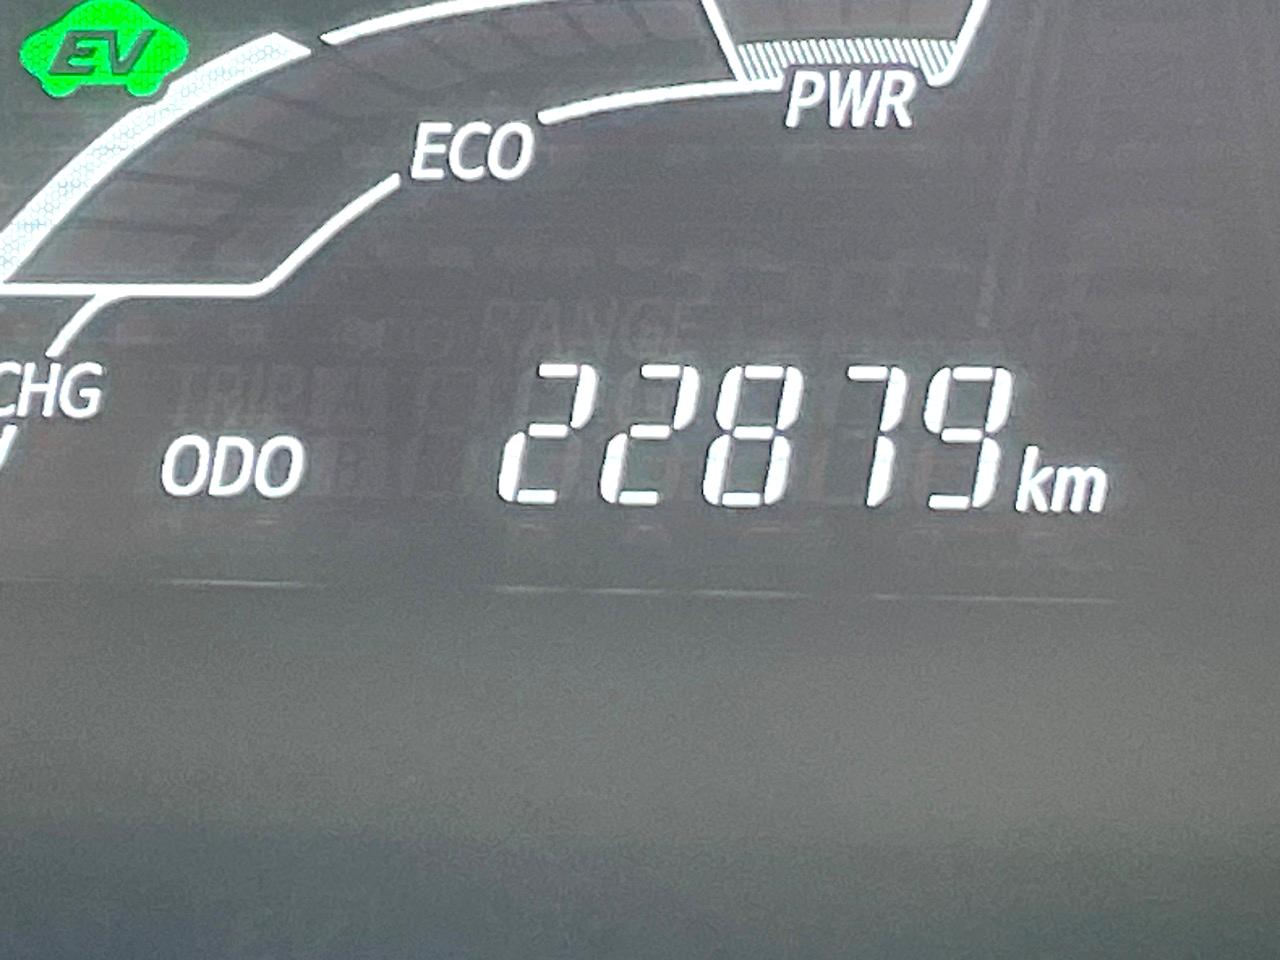 EV
PWR
ECO
CHG
ODO 22879 km